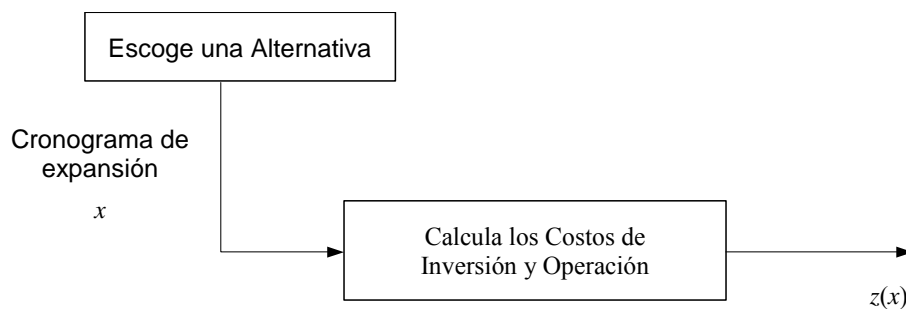 Escoge una Alternativa
Cronograma de
expansión
x
Calcula los Costos de
Inversión y Operación
z(x)